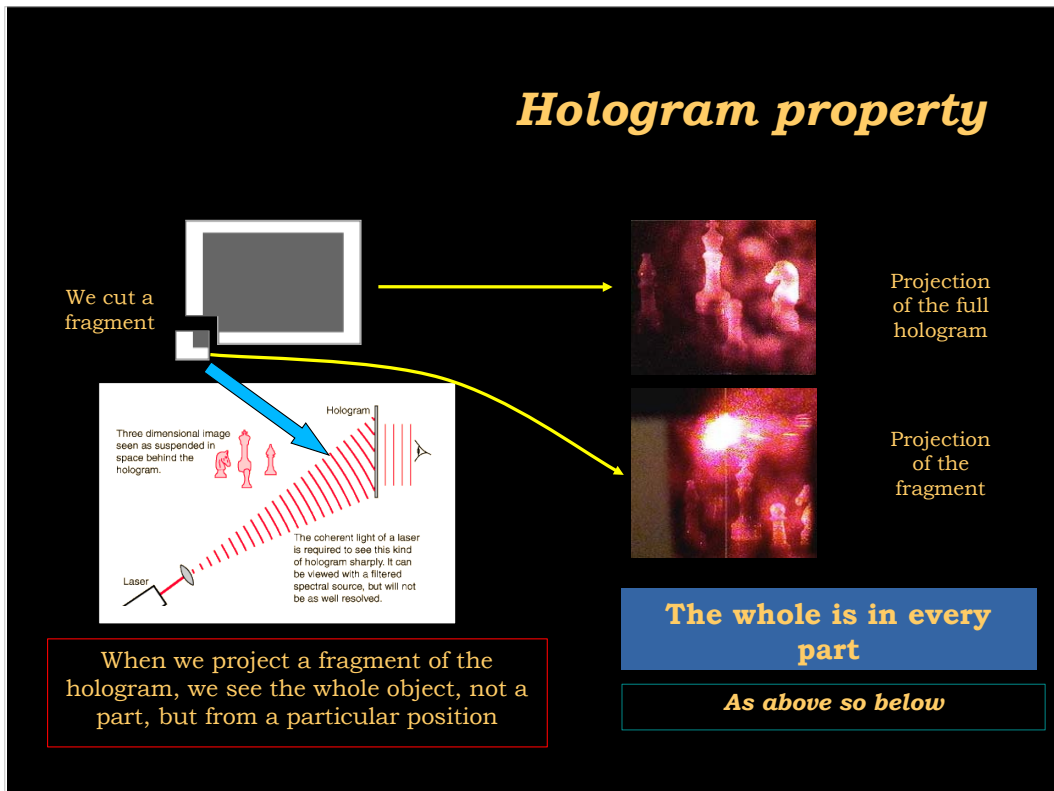 Hologram property
We cut a
fragment
Projection
of the full
hologram
Hologram
Three dimensional image
seen as suspended in
space behind the
hologram.
The coherent light of a laser
is required to see this kind
of hologram sharply. It can
be viewed with a filtered
spectral source, but will not
be as well resolved.
Laser
Projection
of the
fragment
When we project a fragment of the
hologram, we see the whole object, not a
part, but from a particular position
The whole is in every
part
As above so below